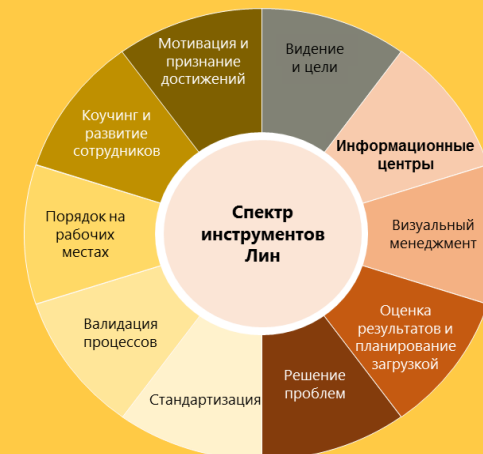 Мотивация и
признание
достижений
Видение
и цели
Коучинг и
развитие
сотрудников
Информационные
центры
Порядок на
рабочих
местах
Спектр
инструментов
Лин
Визуальный
менеджмент
Валидация
процессов
Оценка
результатов и
планирование
загрузкой
Стандартизация
Решение
проблем